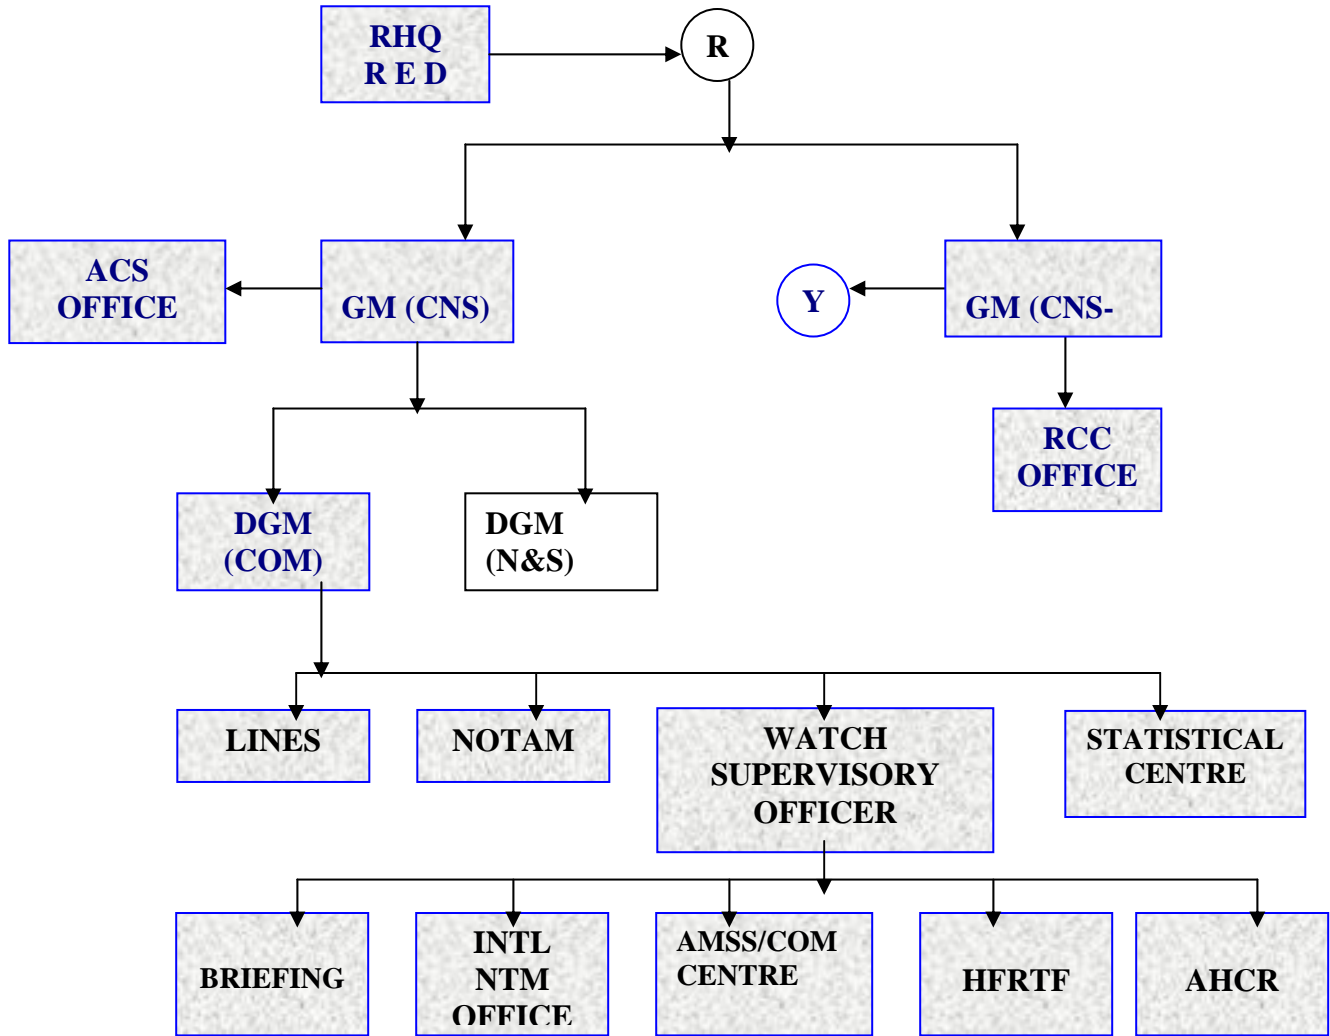 RHQ
R E D
R
ACS
OFFICE
GM (CNS)
Y
GM (CNS-
RCC
OFFICE
DGM
(COM)
DGM
(N&S)
LINES
NOTAM
WATCH
SUPERVISORY
OFFICER
STATISTICAL
CENTRE
BRIEFING
INTL
NTM
OFFICE
AMSS/COM
CENTRE
HFRTF
AHCR